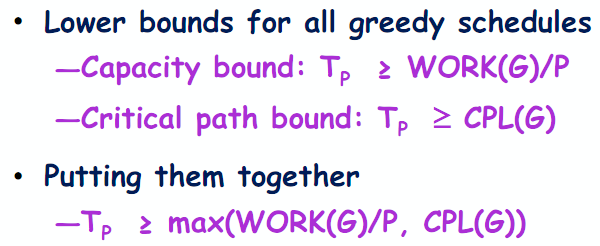 • Lower bounds for all greedy schedules
—Capacity bound: TP ≥ WORK(G)/P
—Critical path bound: TP ≥ CPL(G)
• Putting them together
—TP ≥ max(WORK(G)/P, CPL(G))